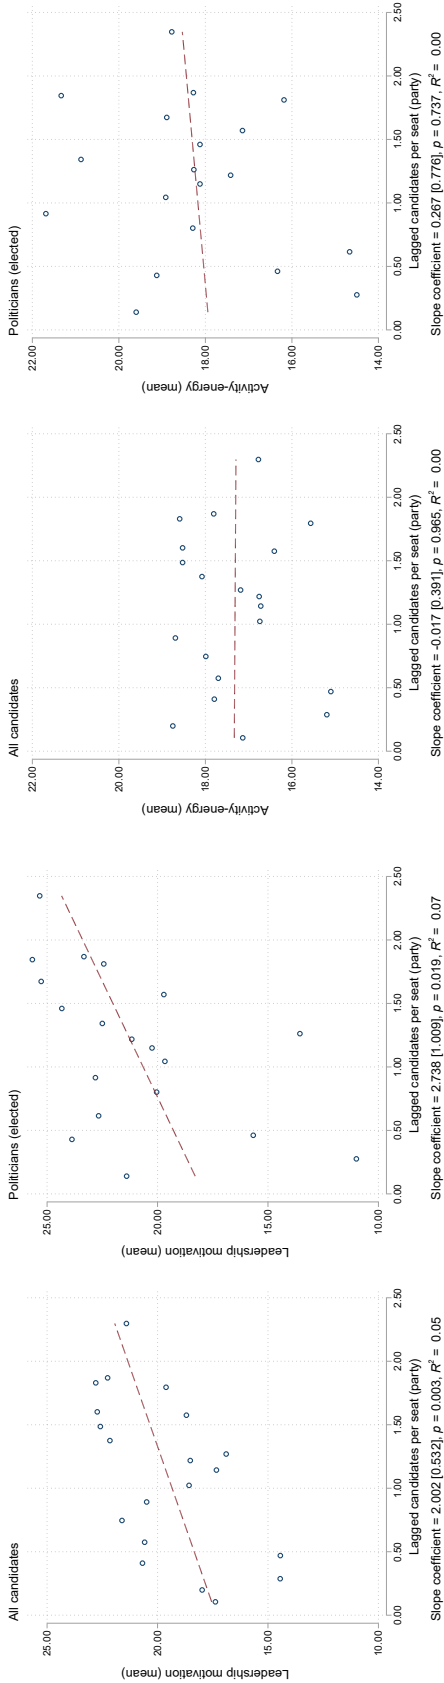 All candidates
Leadership motivation (mean)
25.00
20.00
15.00
10.00
0.00 0.50 1.00 1.50 2.00 2.50
Lagged candidates per seat (party)
Slope coefficient = 2.002 [0.532], p = 0.003, R² = 0.05
Politicians (elected)
Leadership motivation (mean)
25.00
20.00
15.00
10.00
0.00 0.50 1.00 1.50 2.00 2.50
Lagged candidates per seat (party)
Slope coefficient = 2.738 [1.009], p = 0.019, R² = 0.07
All candidates
Activity-energy (mean)
22.00
20.00
18.00
16.00
14.00
0.00 0.50 1.00 1.50 2.00 2.50
Lagged candidates per seat (party)
Slope coefficient = -0.017 [0.391], p = 0.965, R² = 0.00
Politicians (elected)
Activity-energy (mean)
22.00
20.00
18.00
16.00
14.00
0.00 0.50 1.00 1.50 2.00 2.50
Lagged candidates per seat (party)
Slope coefficient = 0.267 [0.776], p = 0.737, R² = 0.00